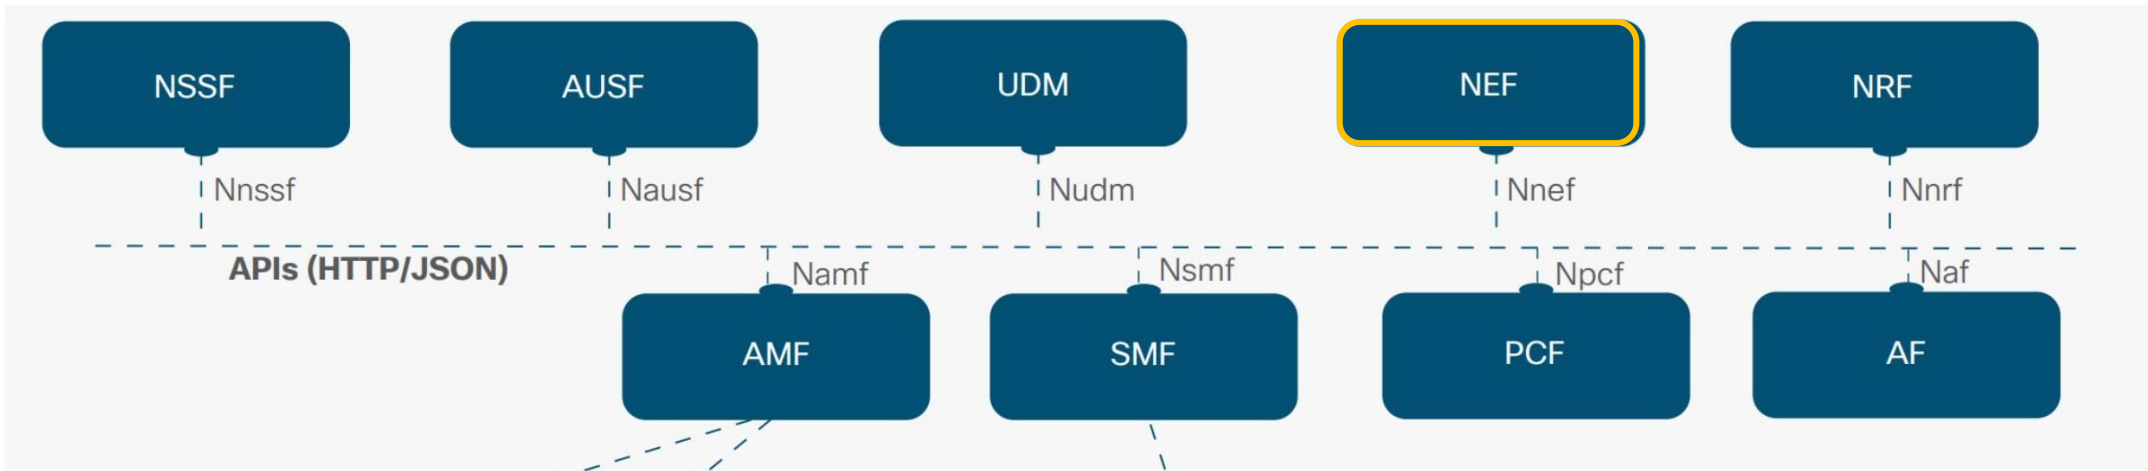 NSSF
AUSF
UDM
NEF
NRF
Nnssf
Nausf
Nudm
Nnef
Nnrf
APIs (HTTP/JSON)
Namf
Nsmf
Npcf
Naf
AMF
SMF
PCF
AF